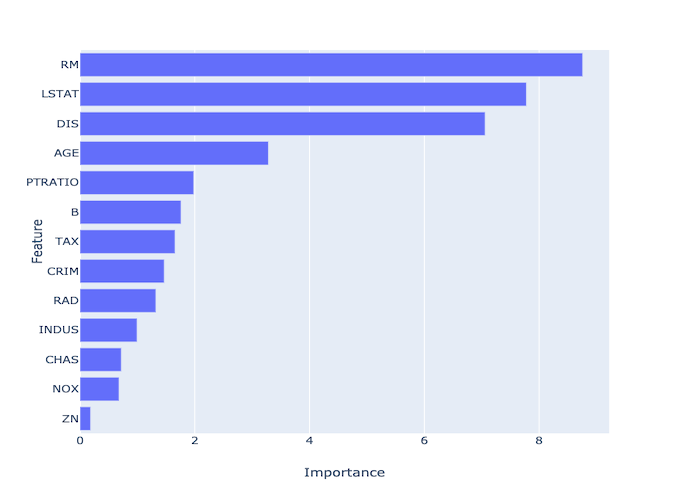 RM
LSTAT
DIS
AGE
PTRATIO
B
Feature
TAX
CRIM
RAD
INDUS
CHAS
NOX
ZN
0 2 4 6 8
Importance